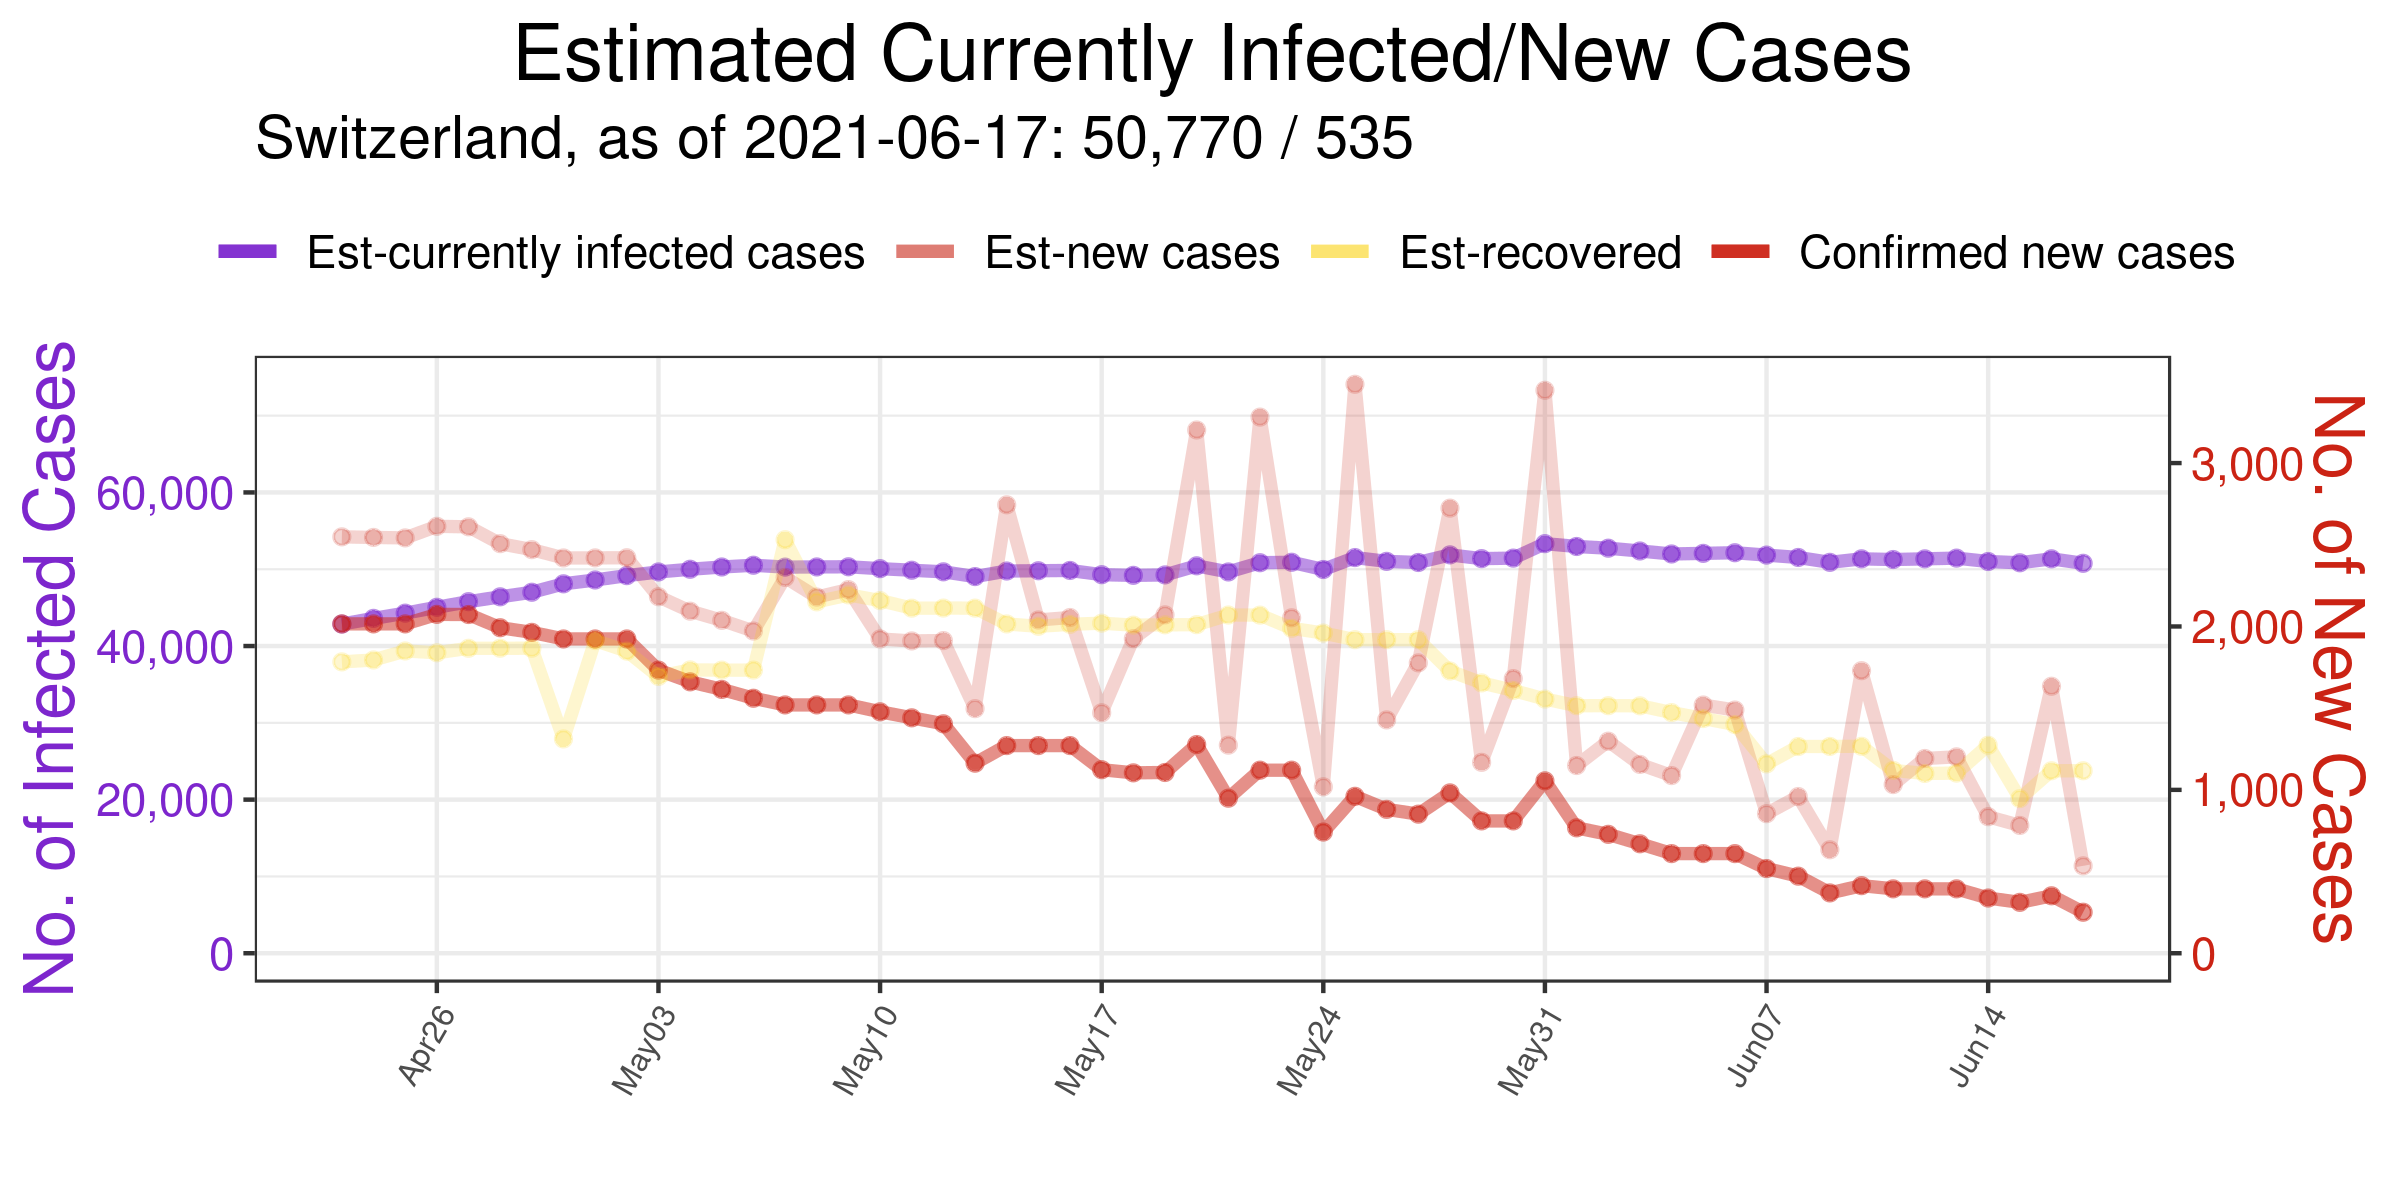 Estimated Currently Infected/New Cases
Switzerland, as of 2021-06-17: 50,770 / 535
Est-currently infected cases Est-new cases Est-recovered Confirmed new cases
No. of Infected Cases
60,000
40,000
20,000
0
3,000
2,000
1,000
0
No. of New Cases
Apr26 May03 May10 May17 May24 May31 Jun07 Jun14